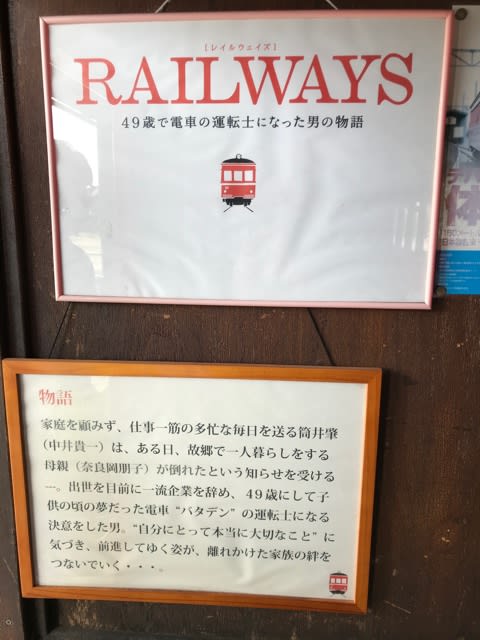 [レイルウェイズ]
RAILWAYS
49歳で電車の運転士になった男の物語
体
物語
家庭を顧みず、仕事一筋の多忙な毎日を送る筒井肇
(中井貴一)は、ある日、故郷で一人暮らしをする
母親(奈良岡朋子)が倒れたという知らせを受ける
―。出世を目前に一流企業を辞め、49歳にして子
供の頃の夢だった電車“バタデン”の運転士になる
決意をした男。“自分にとって本当に大切なこと”に
気づき、前進してゆく姿が、離れかけた家族の絆を
つないでいく・・・。